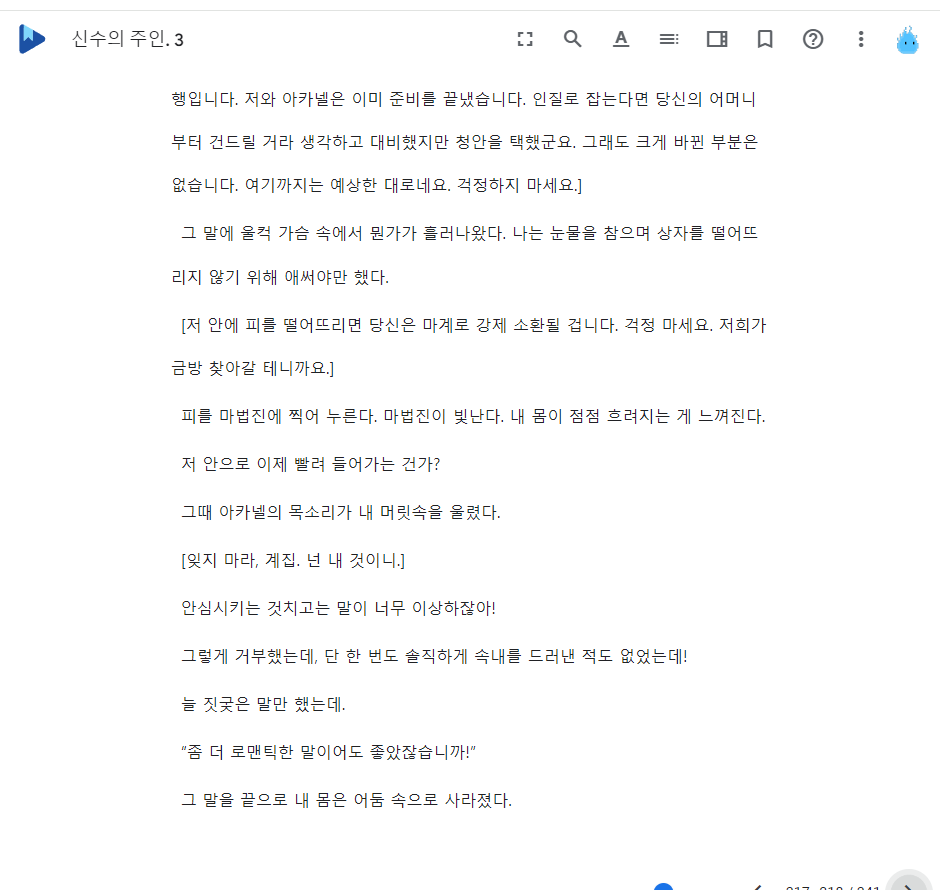 신수의 주인. 3
행입니다. 저와 아카넬은 이미 준비를 끝냈습니다. 인질로 잡는다면 당신의 어머니
부터 건드릴 거라 생각하고 대비했지만 청안을 택했군요. 그래도 크게 바뀐 부분은
없습니다. 여기까지는 예상한 대로네요. 걱정하지 마세요.]
그 말에 울컥 가슴 속에서 뭔가가 흘러나왔다. 나는 눈물을 참으며 상자를 떨어뜨
리지 않기 위해 애써야만 했다.
[저 안에 피를 떨어뜨리면 당신은 마계로 강제 소환될 겁니다. 걱정 마세요. 저희가
금방 찾아갈 테니까요.]
피를 마법진에 찍어 누른다. 마법진이 빛난다. 내 몸이 점점 흐려지는 게 느껴진다.
저 안으로 이제 빨려 들어가는 건가?
그때 아카넬의 목소리가 내 머릿속을 울렸다.
[잊지 마라, 계집. 넌 내 것이니.]
안심시키는 것치고는 말이 너무 이상하잖아!
그렇게 거부했는데, 단 한 번도 솔직하게 속내를 드러낸 적도 없었는데!
늘 짓궂은 말만 했는데.
“좀 더 로맨틱한 말이어도 좋았잖습니까!”
그 말을 끝으로 내 몸은 어둠 속으로 사라졌다.